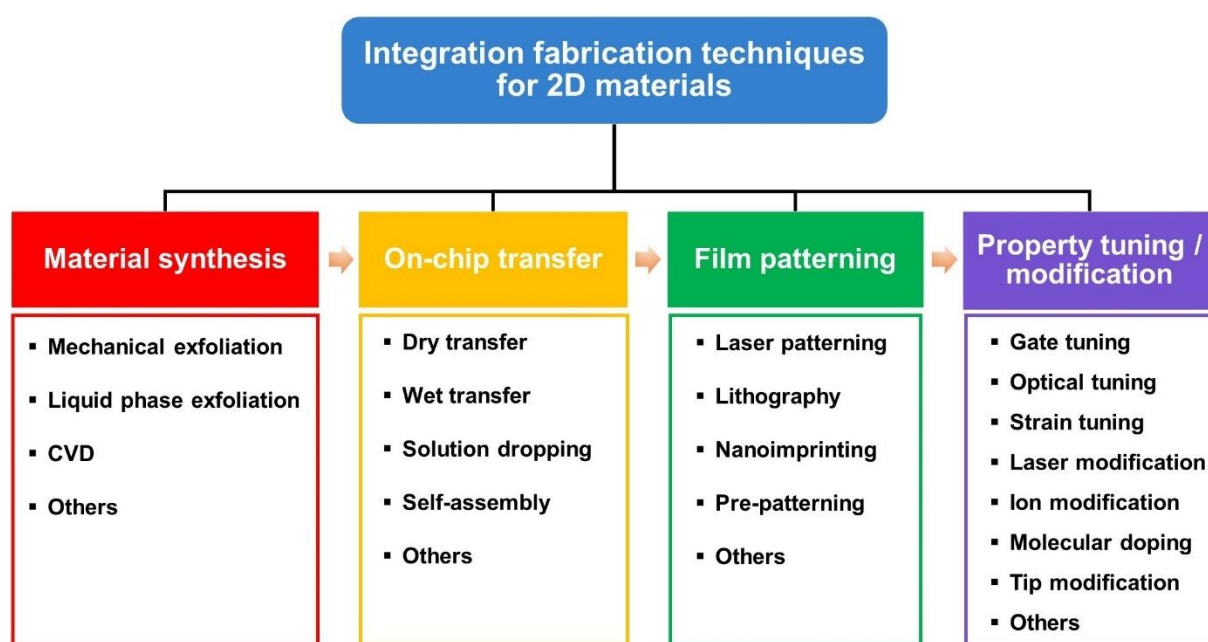 Integration fabrication techniques
for 2D materials
Material synthesis
▪ Mechanical exfoliation
▪ Liquid phase exfoliation
▪ CVD
▪ Others
On-chip transfer
▪ Dry transfer
▪ Wet transfer
▪ Solution dropping
▪ Self-assembly
▪ Others
Film patterning
▪ Laser patterning
▪ Lithography
▪ Nanoimprinting
▪ Pre-patterning
▪ Others
Property tuning /
modification
▪ Gate tuning
▪ Optical tuning
▪ Strain tuning
▪ Laser modification
▪ Ion modification
▪ Molecular doping
▪ Tip modification
▪ Others